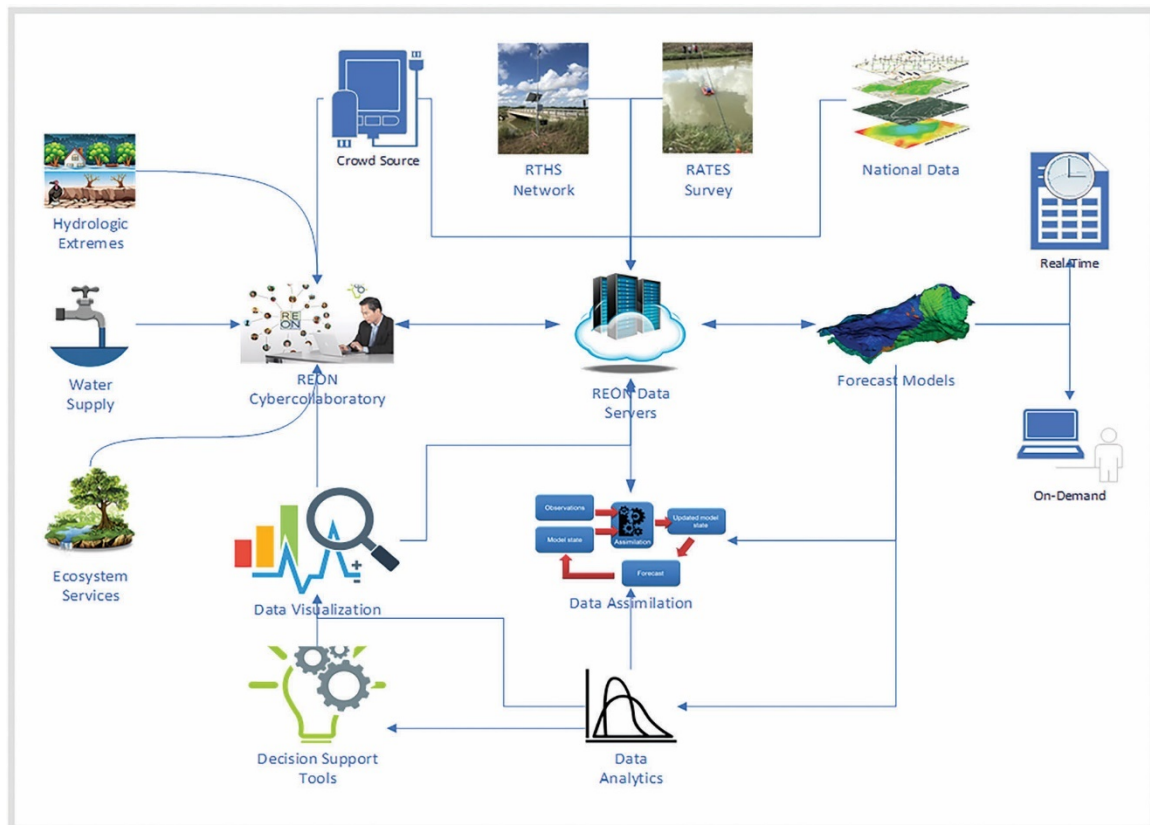 Crowd Source
RTHS
Network
RATES
Survey
National Data
Hydrologic
Extremes
Real-Time
Water
Supply
RE
ON
REON
Cybercollaboratory
REON Data
Servers
Forecast Models
On-Demand
Ecosystem
Services
Data Visualization
Observations
Model state
Assimilation
Updated model
state
Forecast
Data Assimilation
Decision Support
Tools
Data
Analytics